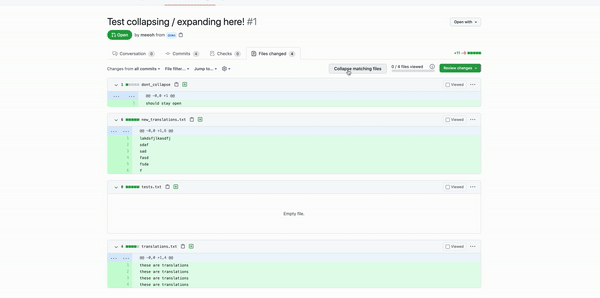 Test collapsing / expanding here! #1
Open with
Open by meeoh from demo
Conversation 0 Commits 4 Checks 0 Files changed 4
+11 -0
Changes from all commits File filter... Jump to...
Collapse matching files
0 / 4 files viewed
Review changes
1 dont_collapse Viewed
@@ -0,0 +1 @@
1 should stay open
6 new_translations.txt Viewed
@@ -0,0 +1,6 @@
1 lakdsfjlkasdjf
2 sdaf
3 sad
4 fasd
5 fsda
6 f
0 tests.txt Viewed
Empty file.
4 translations.txt Viewed
@@ -0,0 +1,4 @@
1 these are translations
2 these are translations
3 these are translations
4 these are translations